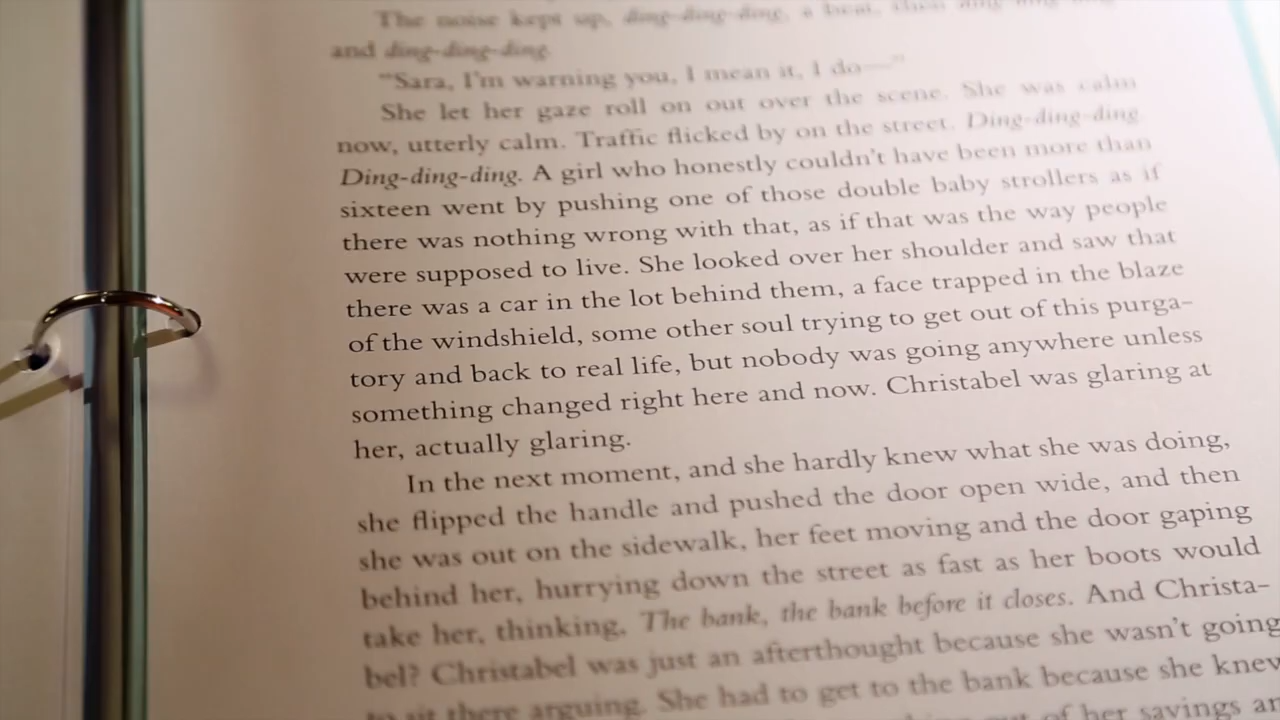 The noise kept up, ding-ding-ding, a beat, then ding-ding-ding
and ding-ding-ding.
"Sara, I'm warning you, I mean it, I do—"
She let her gaze roll on out over the scene. She was calm
now, utterly calm. Traffic flicked by on the street. Ding-ding-ding.
Ding-ding-ding. A girl who honestly couldn't have been more than
sixteen went by pushing one of those double baby strollers as if
there was nothing wrong with that, as if that was the way people
were supposed to live. She looked over her shoulder and saw that
there was a car in the lot behind them, a face trapped in the blaze
of the windshield, some other soul trying to get out of this purga-
tory and back to real life, but nobody was going anywhere unless
something changed right here and now. Christabel was glaring at
her, actually glaring.
In the next moment, and she hardly knew what she was doing,
she flipped the handle and pushed the door open wide, and then
she was out on the sidewalk, her feet moving and the door gaping
behind her, hurrying down the street as fast as her boots would
take her, thinking, The bank, the bank before it closes. And Christa-
bel? Christabel was just an afterthought because she wasn't going
to sit there arguing. She had to get to the bank because she knew
out of her savings